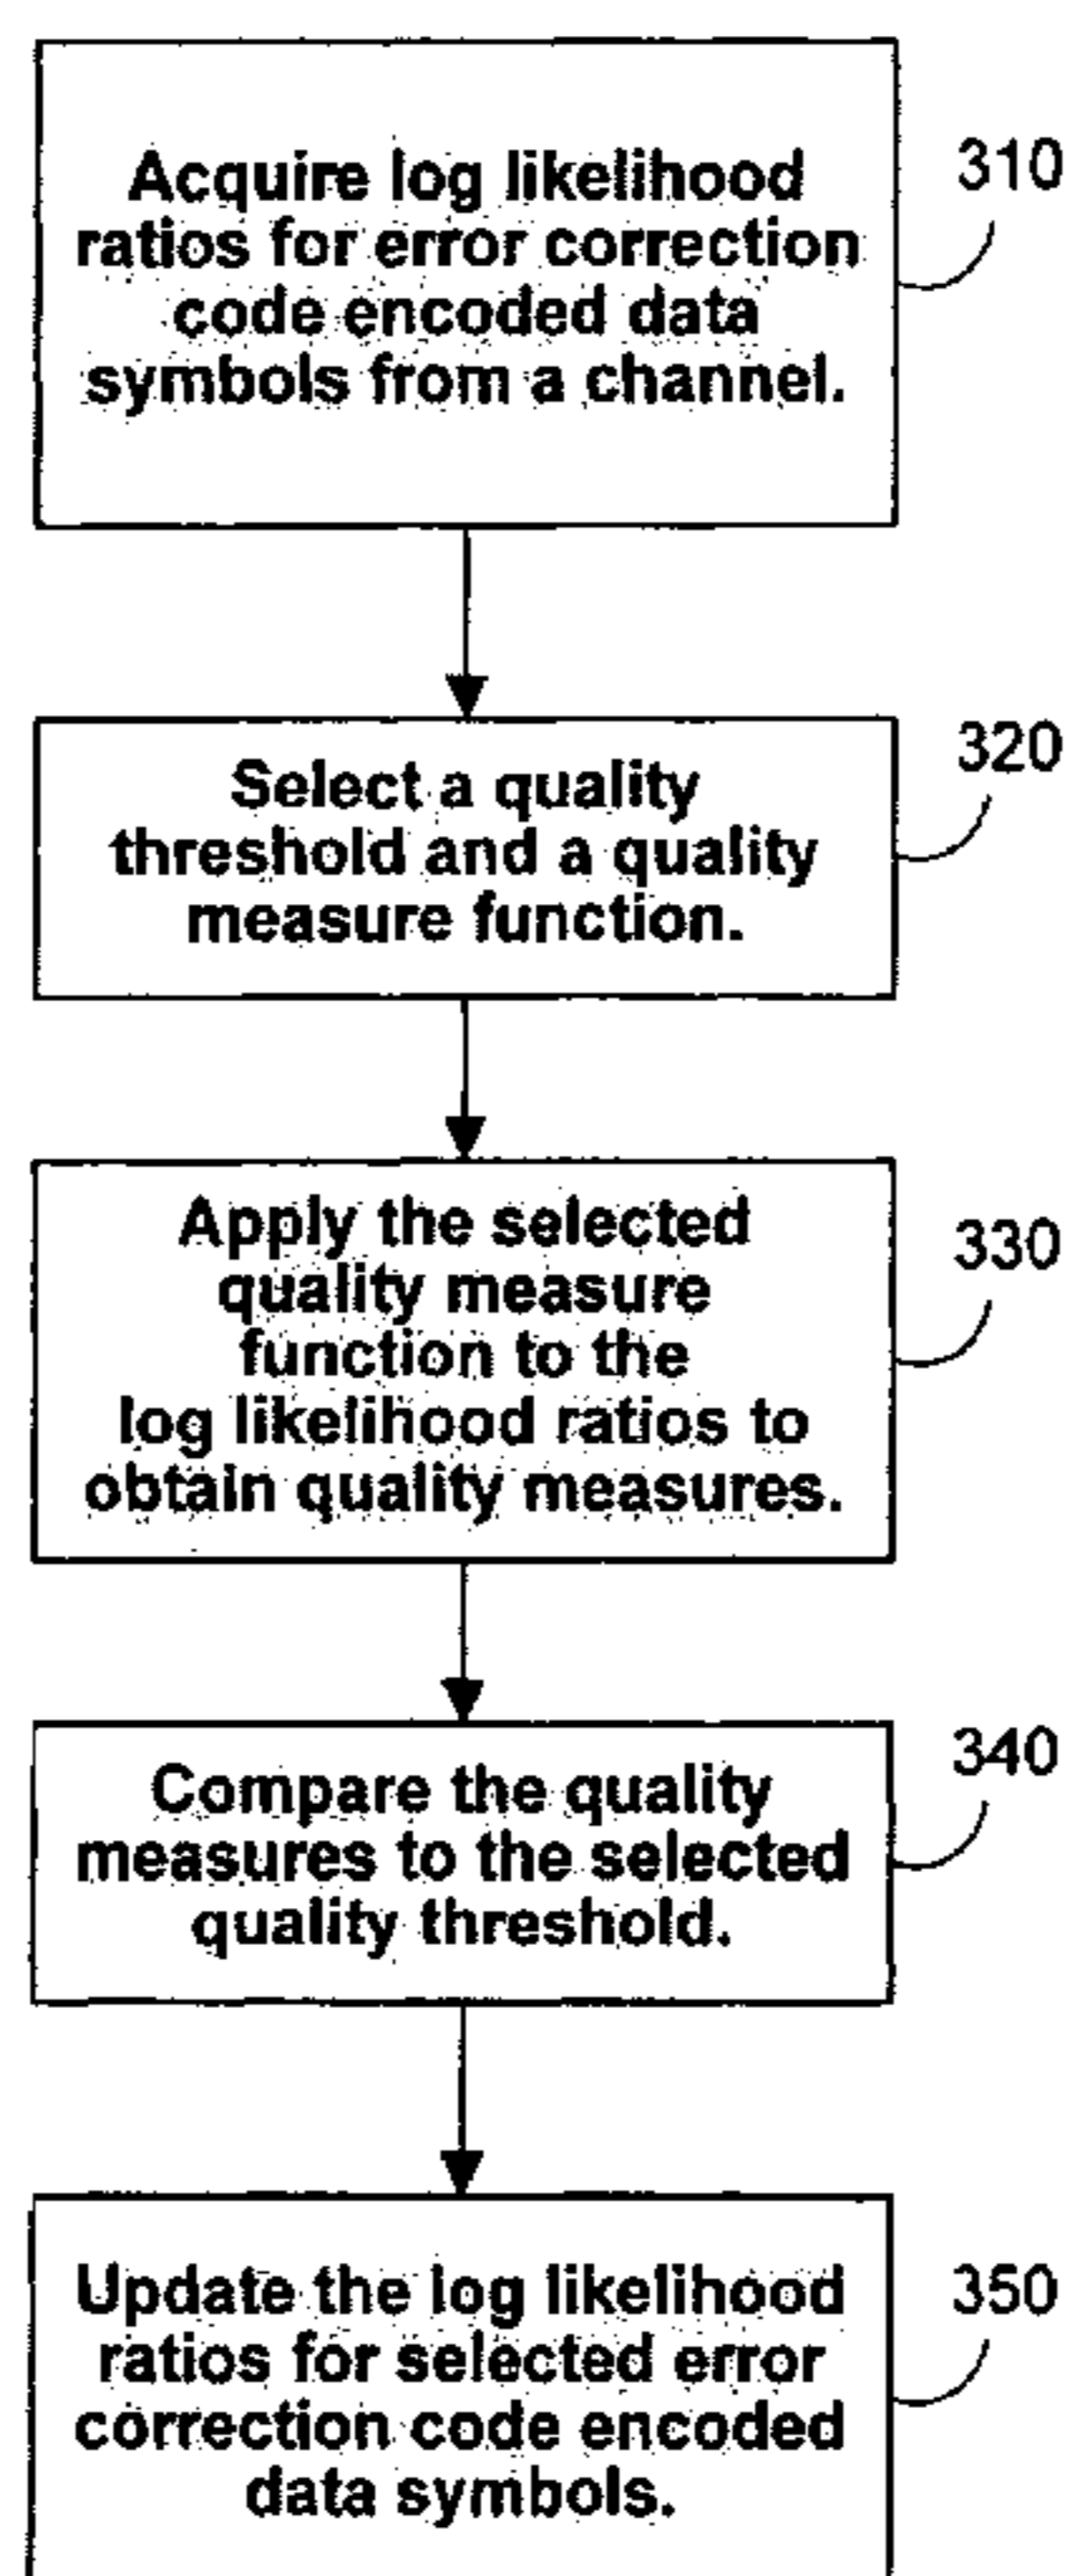 Acquire log likelihood
ratios for error correction
code encoded data
symbols from a channel.
310
Select a quality
threshold and a quality
measure function.
320
Apply the selected
quality measure
function to the
log likelihood ratios to
obtain quality measures.
330
Compare the quality
measures to the selected
quality threshold.
340
Update the log likelihood
ratios for selected error
correction code encoded
data symbols.
350